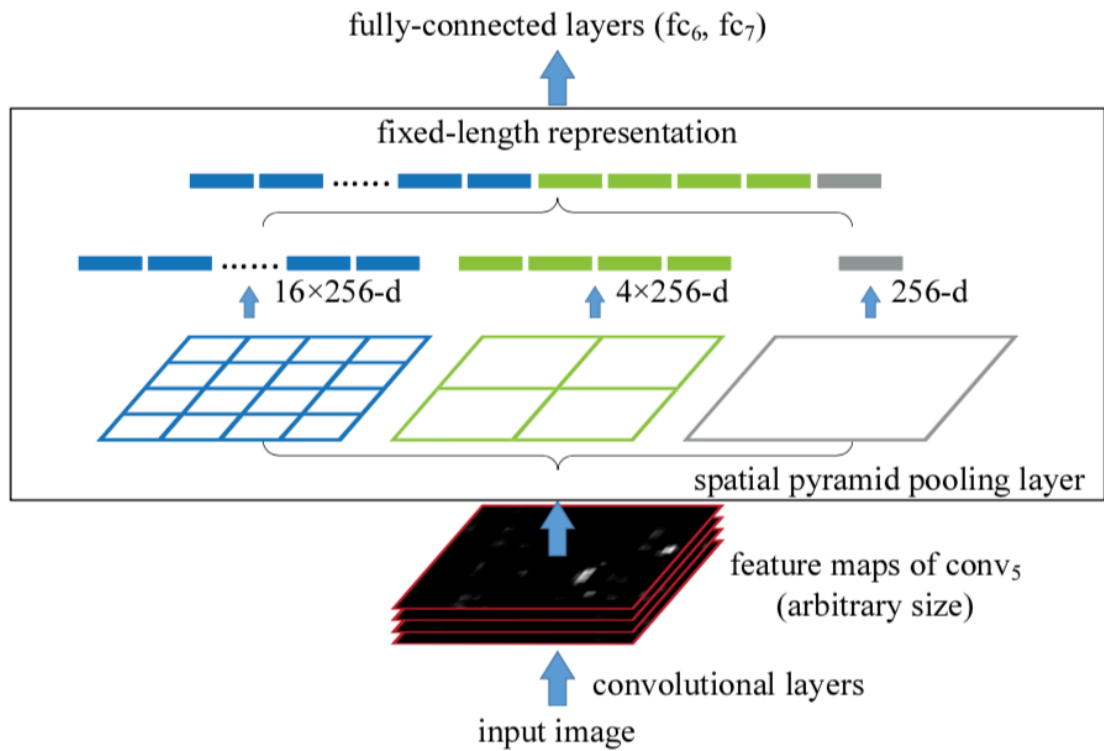 fully-connected layers (fc₆, fc₇)
fixed-length representation
......
......
16×256-d
4×256-d
256-d
spatial pyramid pooling layer
feature maps of conv₅
(arbitrary size)
convolutional layers
input image